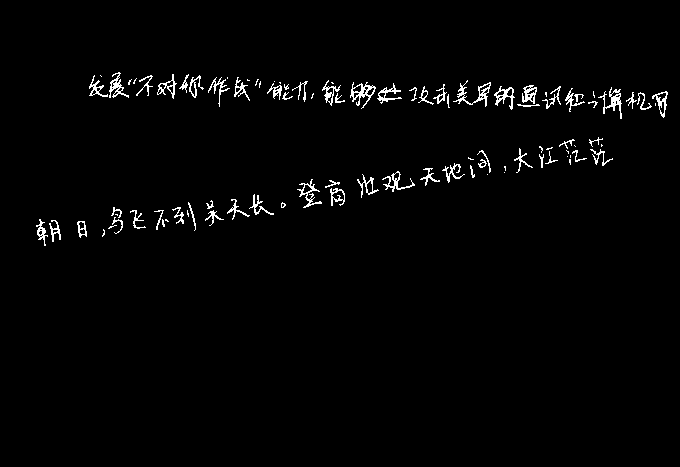 发展“不对称作战”能力，能够处攻击美军的通讯和计算机网
朝日，鸟飞不到吴天长。登高壮观天地间，大江茫茫